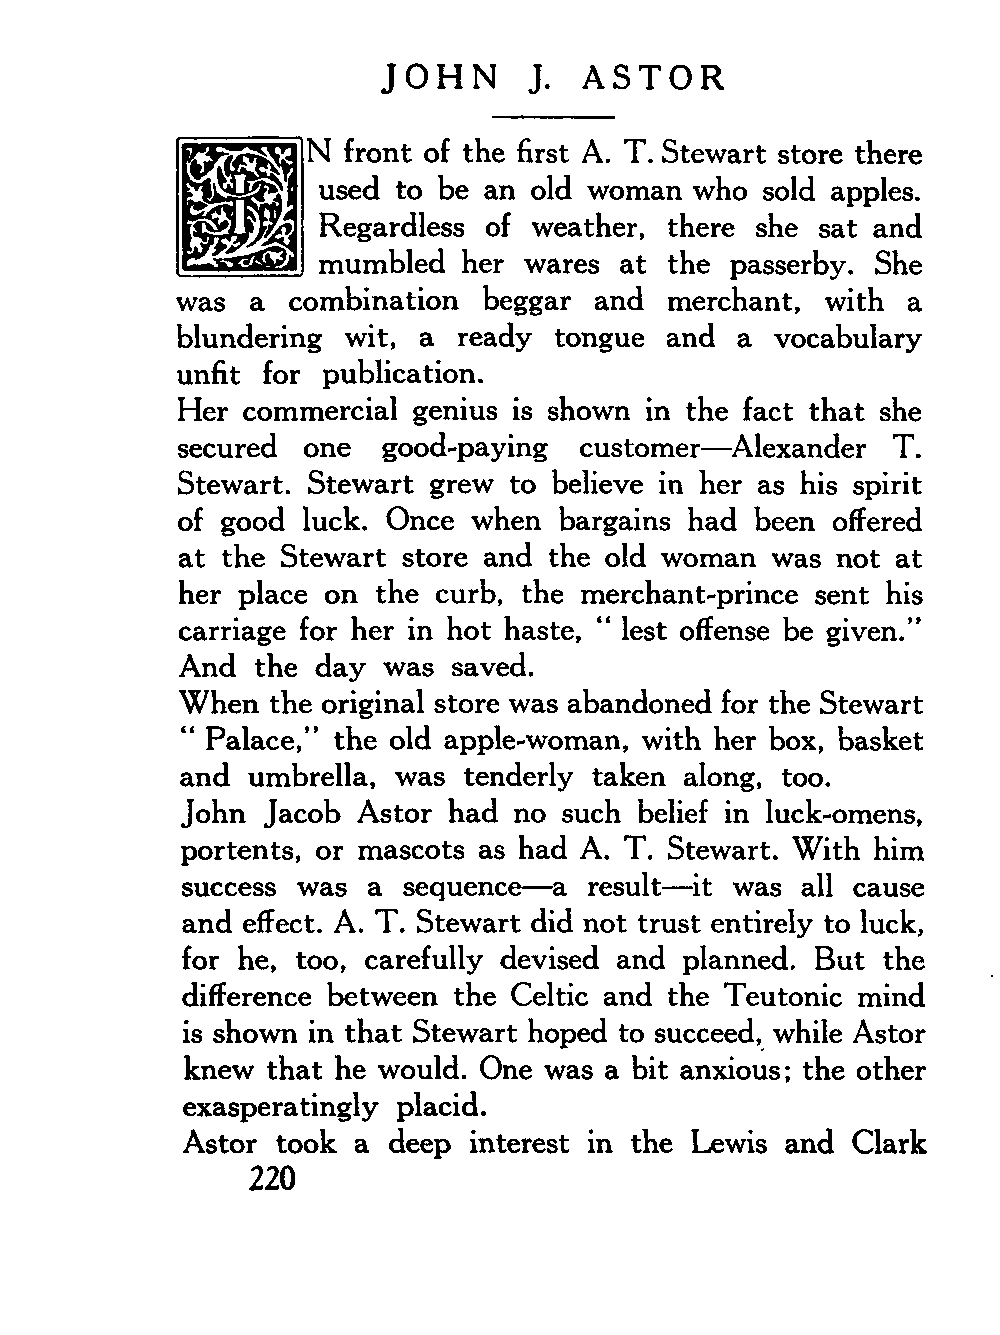 JOHN J. ASTOR
IN front of the first A. T. Stewart store there
used to be an old woman who sold apples.
Regardless of weather, there she sat and
mumbled her wares at the passerby. She
was a combination beggar and merchant, with a
blundering wit, a ready tongue and a vocabulary
unfit for publication.
Her commercial genius is shown in the fact that she
secured one good-paying customer—Alexander T.
Stewart. Stewart grew to believe in her as his spirit
of good luck. Once when bargains had been offered
at the Stewart store and the old woman was not at
her place on the curb, the merchant-prince sent his
carriage for her in hot haste, “ lest offense be given.”
And the day was saved.
When the original store was abandoned for the Stewart
“ Palace,” the old apple-woman, with her box, basket
and umbrella, was tenderly taken along, too.
John Jacob Astor had no such belief in luck-omens,
portents, or mascots as had A. T. Stewart. With him
success was a sequence—a result—it was all cause
and effect. A. T. Stewart did not trust entirely to luck,
for he, too, carefully devised and planned. But the
difference between the Celtic and the Teutonic mind
is shown in that Stewart hoped to succeed, while Astor
knew that he would. One was a bit anxious; the other
exasperatingly placid.
Astor took a deep interest in the Lewis and Clark
220